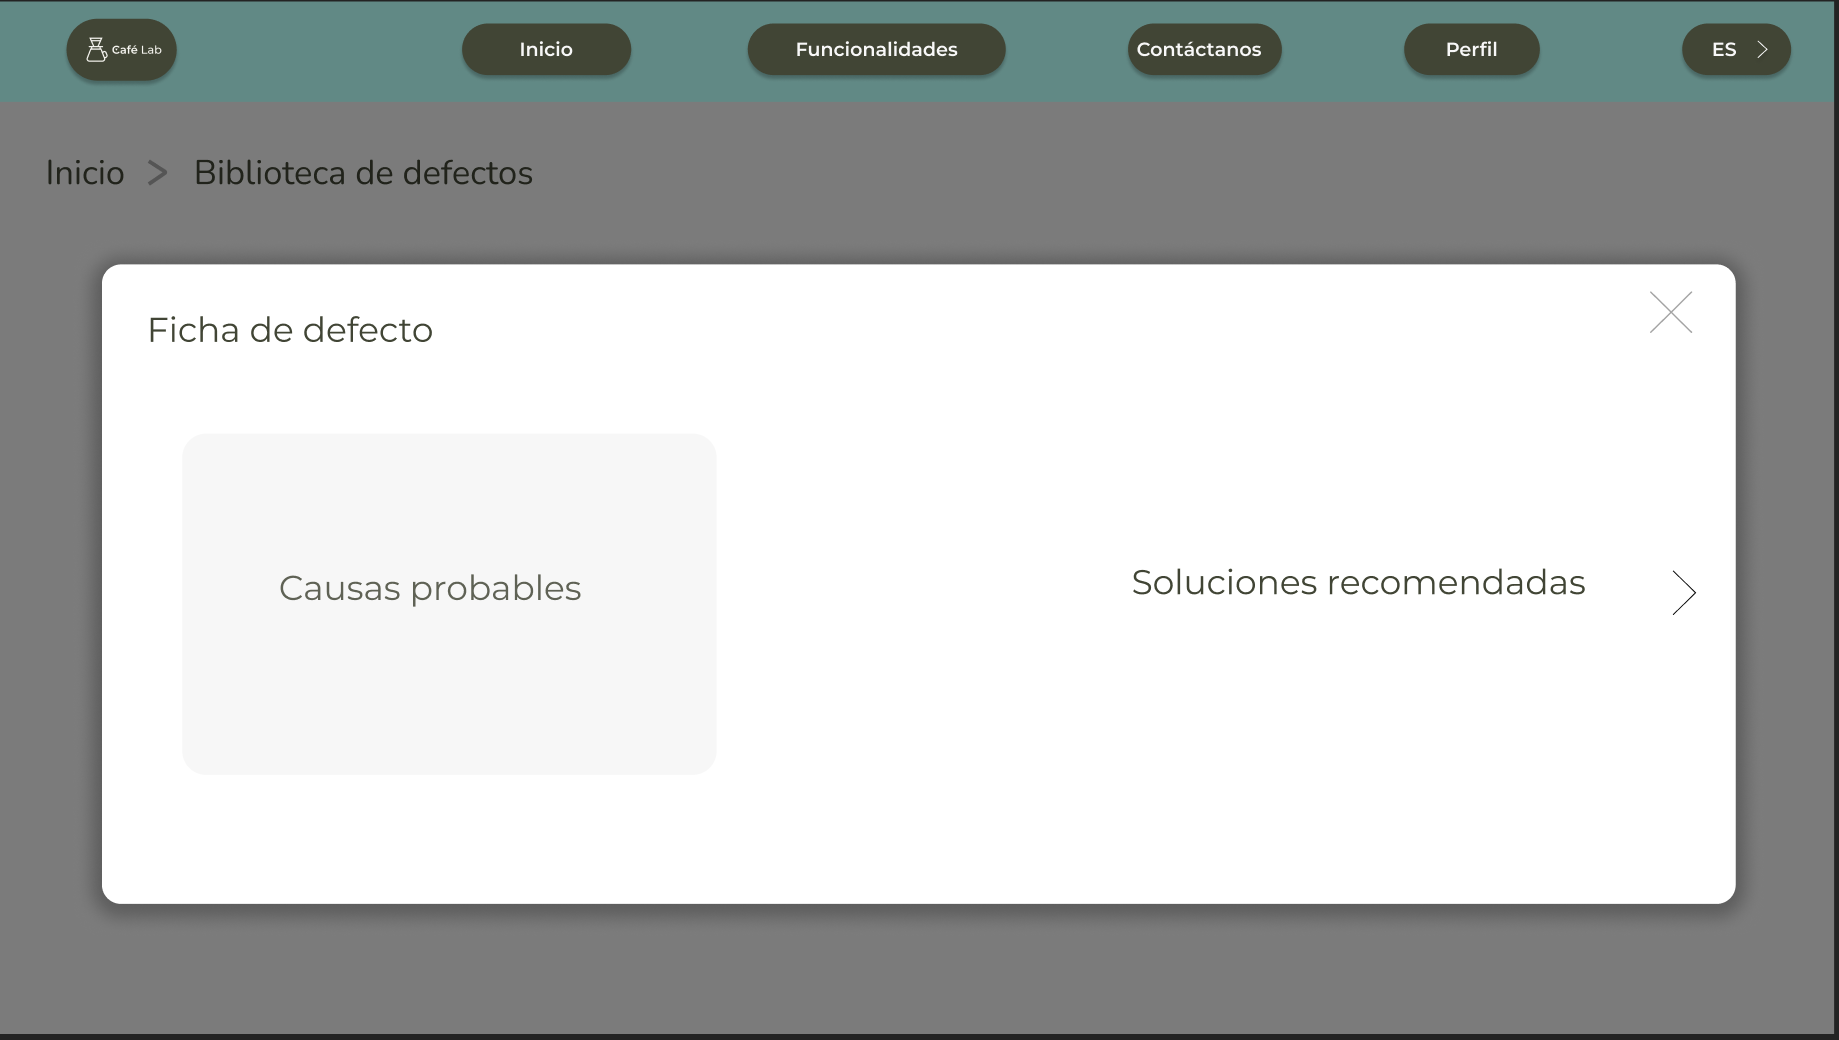 Café Lab
Inicio
Funcionalidades
Contáctanos
Perfil
ES
Inicio > Biblioteca de defectos
Ficha de defecto
Causas probables
Soluciones recomendadas